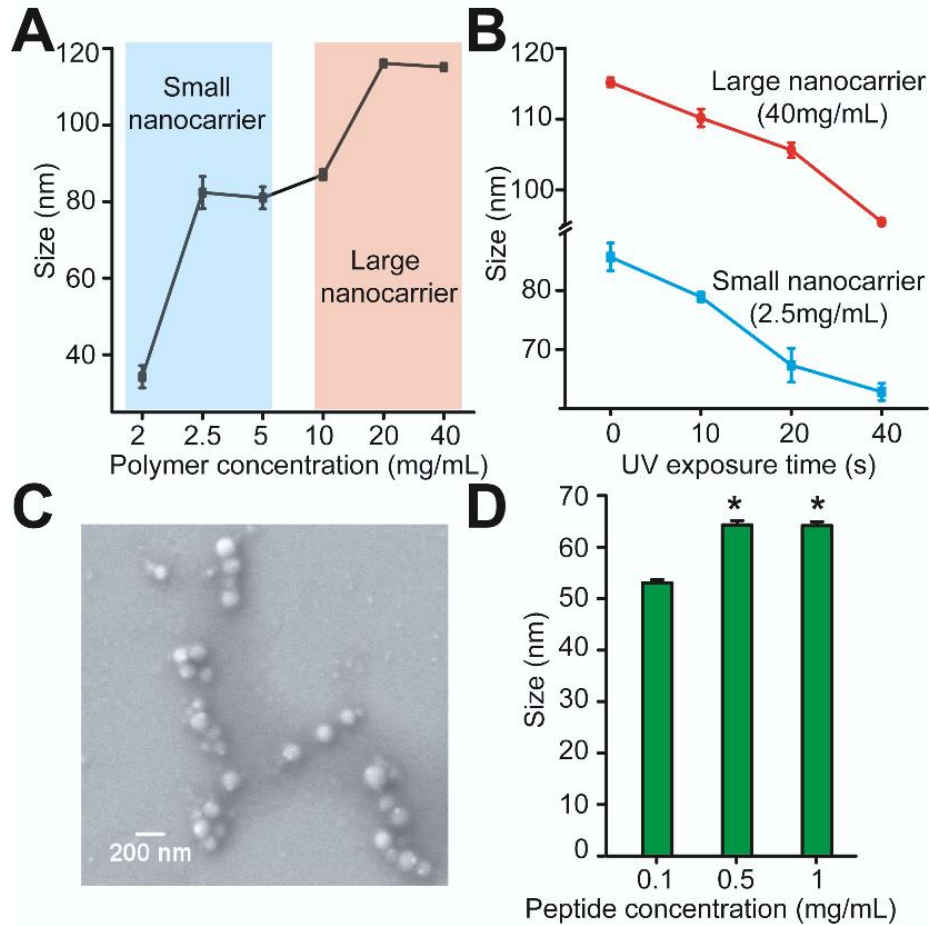 A
120
100
80
60
40
Size (nm)
Small
nanocarrier
Large
nanocarrier
2 2.5 5 10 20 40
Polymer concentration (mg/mL)
B
120
110
100
80
70
Size (nm)
Large nanocarrier
(40mg/mL)
Small nanocarrier
(2.5mg/mL)
0 10 20 40
UV exposure time (s)
C
200 nm
D
70
60
50
40
30
20
10
0
Size (nm)
* *
0.1 0.5 1
Peptide concentration (mg/mL)